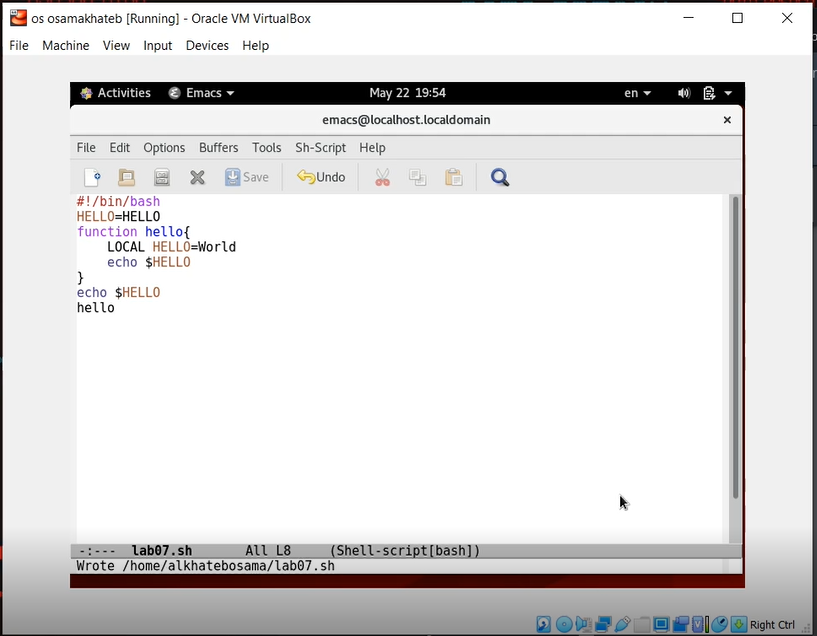 os osamakhateb [Running] - Oracle VM VirtualBox
File Machine View Input Devices Help
Activities Emacs May 22 19:54 en
emacs@localhost.localdomain
File Edit Options Buffers Tools Sh-Script Help
Save Undo
#!/bin/bash
HELLO=HELLO
function hello{
    LOCAL HELLO=World
    echo $HELLO
}
echo $HELLO
hello
-:--- lab07.sh All L8 (Shell-script[bash])
Wrote /home/alkhatebosama/lab07.sh
Right Ctrl